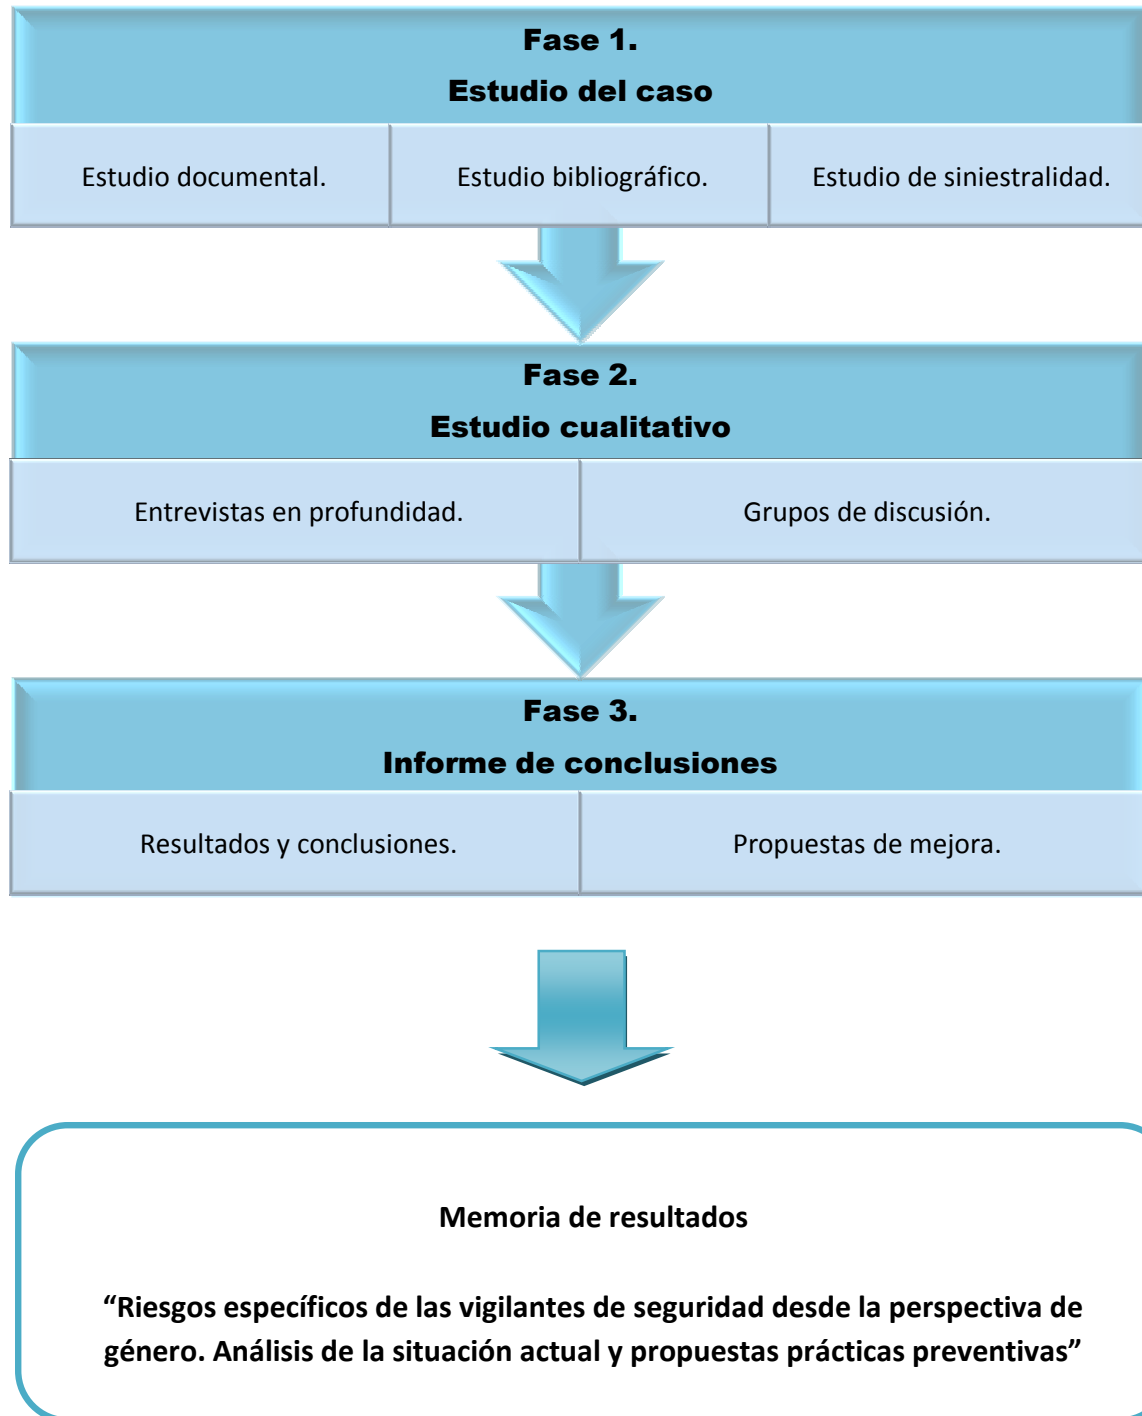 Fase 1.
Estudio del caso
Estudio documental.
Estudio bibliográfico.
Estudio de siniestralidad.
Fase 2.
Estudio cualitativo
Entrevistas en profundidad.
Grupos de discusión.
Fase 3.
Informe de conclusiones
Resultados y conclusiones.
Propuestas de mejora.
Memoria de resultados
“Riesgos específicos de las vigilantes de seguridad desde la perspectiva de
género. Análisis de la situación actual y propuestas prácticas preventivas”